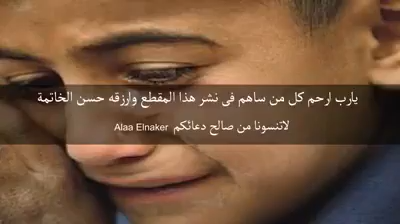 يارب ارحم كل من ساهم فى نشر هذا المقطع وارزقه حسن الخاتمة
لاتنسونا من صالح دعائكم Alaa Elnaker